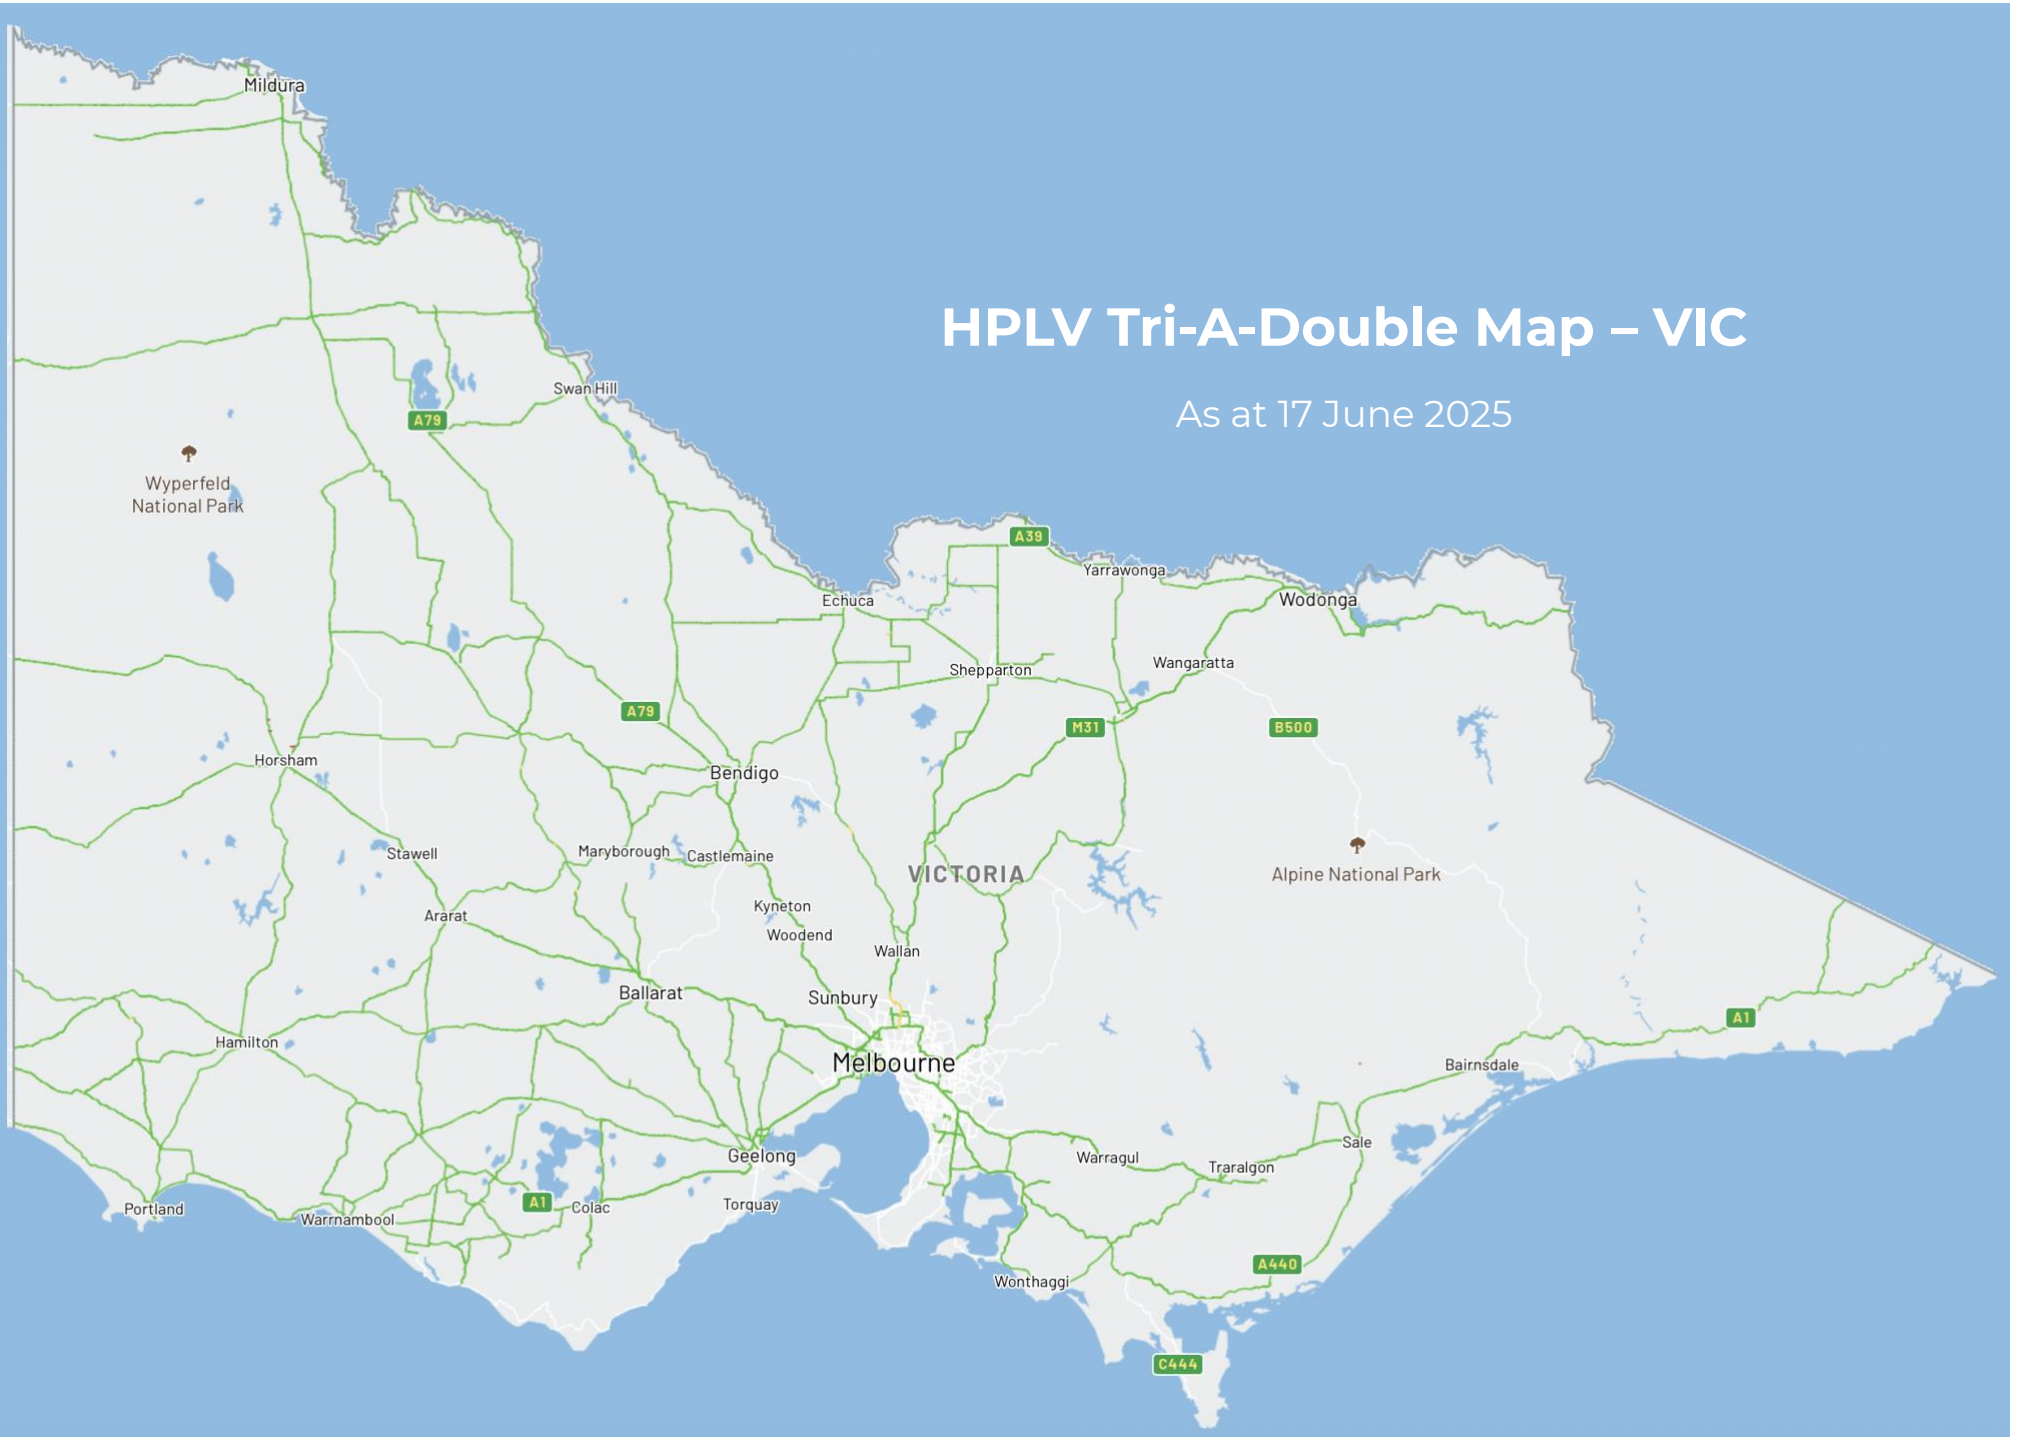 Mildura
HPLV Tri-A-Double Map – VIC
As at 17 June 2025
Swan Hill
A79
Wyperfeld
National Park
A39
Yarrawonga
Echuca
Wodonga
Shepparton
Wangaratta
A79
M31
B500
Horsham
Bendigo
Stawell
Maryborough
Castlemaine
VICTORIA
Alpine National Park
Ararat
Kyneton
Woodend
Wallan
Ballarat
Sunbury
A1
Hamilton
Melbourne
Bairnsdale
Sale
Geelong
Warragul
Traralgon
Portland
A1
Colac
Torquay
Warrnambool
A440
Wonthaggi
C444